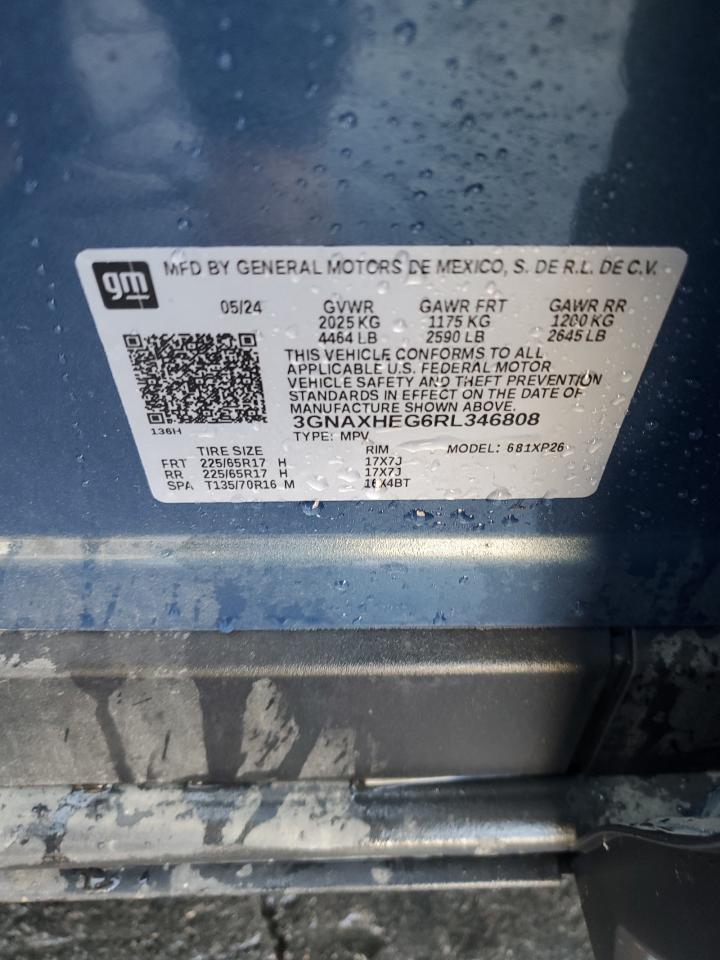 gm MFD BY GENERAL MOTORS DE MEXICO, S. DE R.L. DE C.V.
05/24 GVWR GAWR FRT GAWR RR
2025 KG 1175 KG 1200 KG
4464 LB 2590 LB 2645 LB
THIS VEHICLE CONFORMS TO ALL
APPLICABLE U.S. FEDERAL MOTOR
VEHICLE SAFETY AND THEFT PREVENTION
STANDARDS IN EFFECT ON THE DATE OF
MANUFACTURE SHOWN ABOVE.
3GNAXHEG6RL346808
136H
TYPE: MPV MODEL: 681XP26
TIRE SIZE RIM
FRT 225/65R17 H 17X7J
RR 225/65R17 H 17X7J
SPA T135/70R16 M 16X4BT